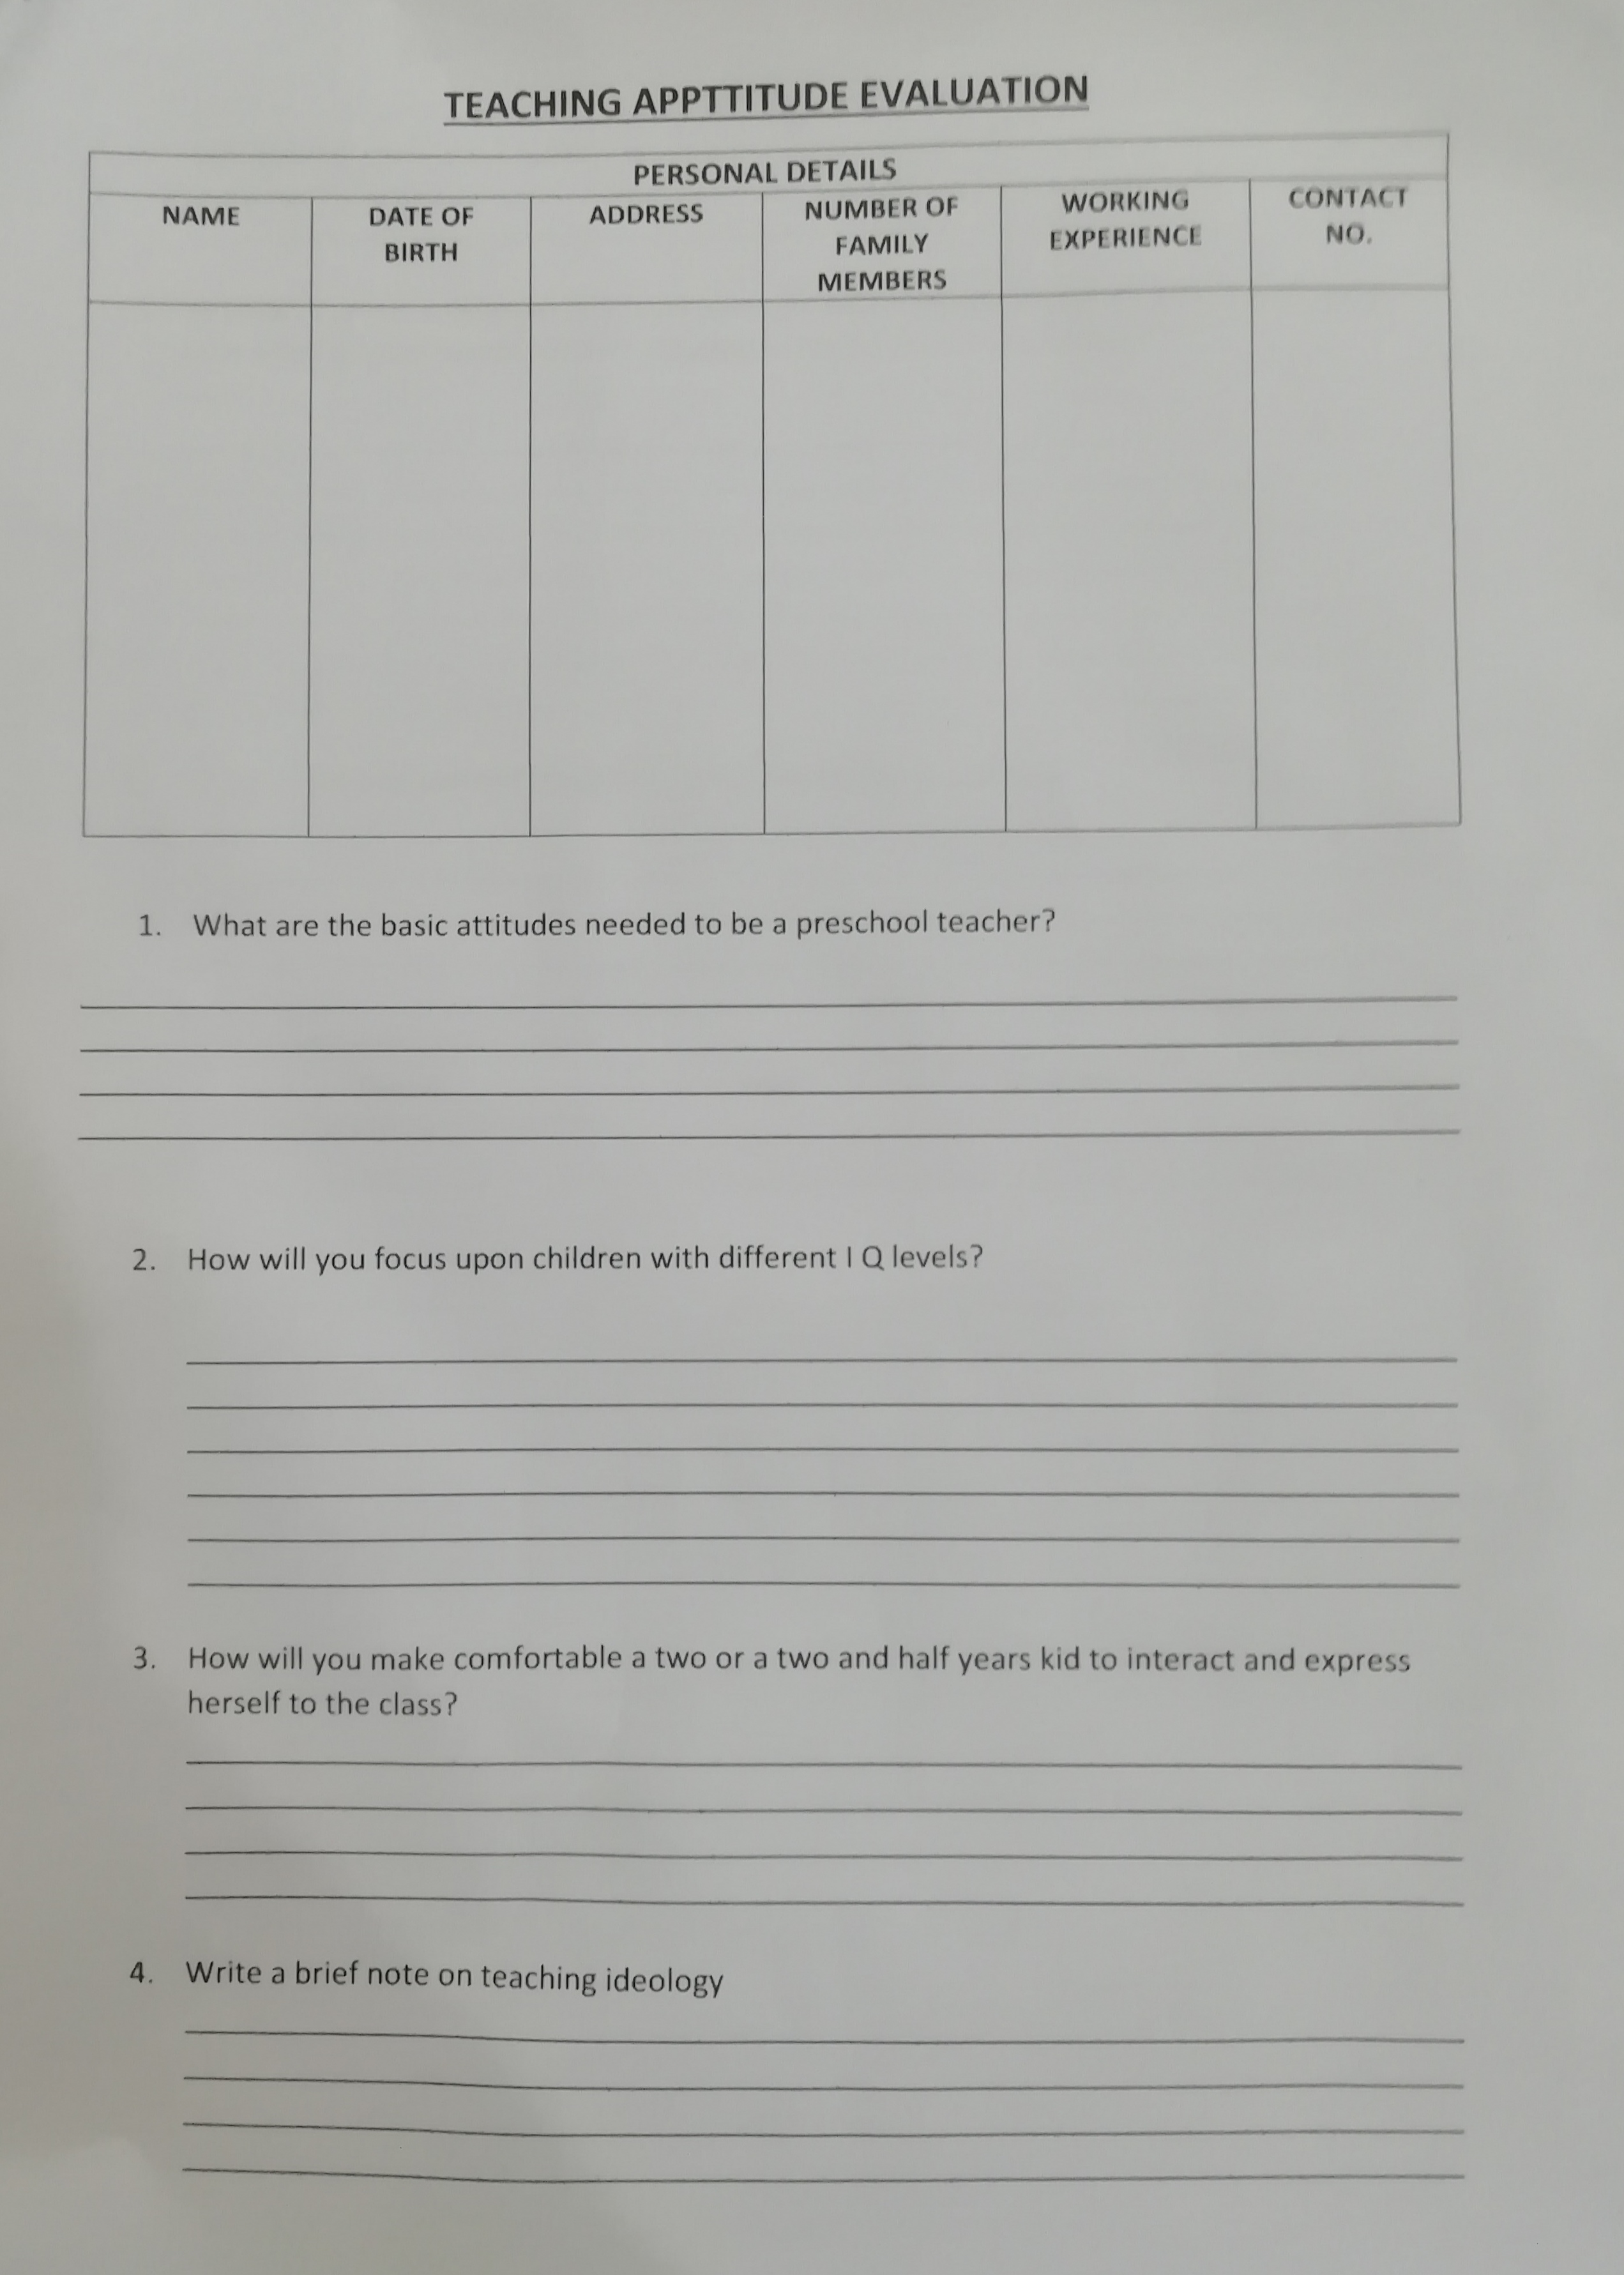 TEACHING APPTTITUDE EVALUATION
PERSONAL DETAILS
NAME DATE OF BIRTH ADDRESS NUMBER OF FAMILY MEMBERS WORKING EXPERIENCE CONTACT NO.
1. What are the basic attitudes needed to be a preschool teacher?
2. How will you focus upon children with different I Q levels?
3. How will you make comfortable a two or a two and half years kid to interact and express
herself to the class?
4. Write a brief note on teaching ideology